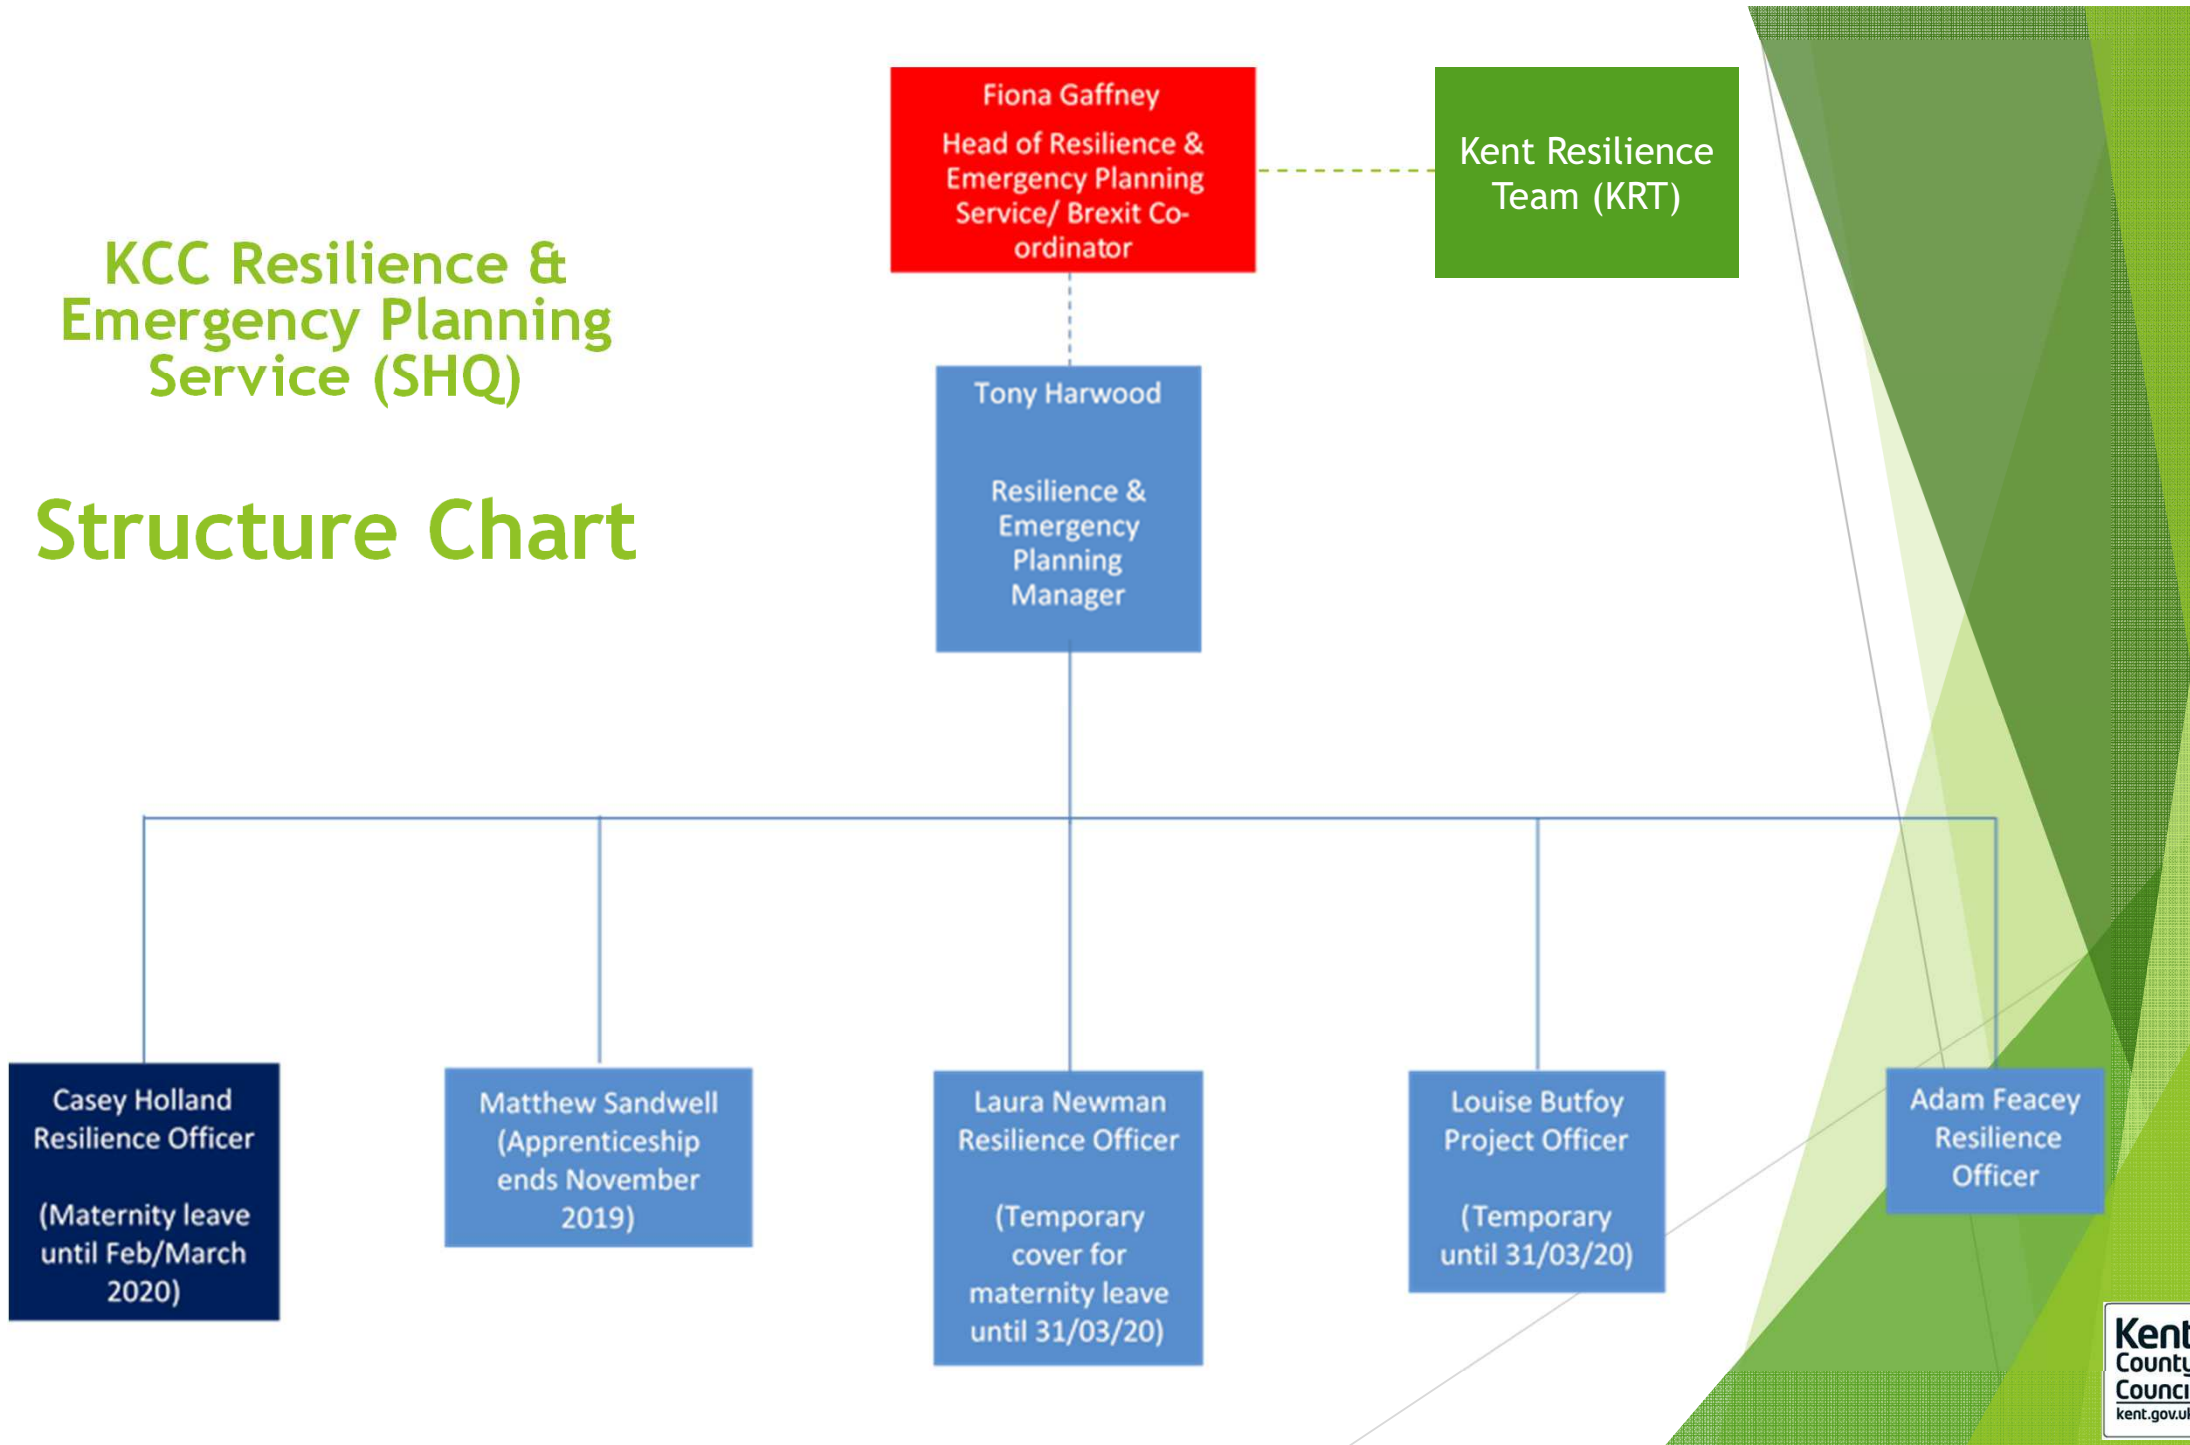 KCC Resilience &
Emergency Planning
Service (SHQ)
Structure Chart
Fiona Gaffney
Head of Resilience &
Emergency Planning
Service/ Brexit Co-
ordinator
Kent Resilience
Team (KRT)
Tony Harwood
Resilience &
Emergency
Planning
Manager
Casey Holland
Resilience Officer
(Maternity leave
until Feb/March
2020)
Matthew Sandwell
(Apprenticeship
ends November
2019)
Laura Newman
Resilience Officer
(Temporary
cover for
maternity leave
until 31/03/20)
Louise Butfoy
Project Officer
(Temporary
until 31/03/20)
Adam Feacey
Resilience
Officer
Kent
County
Counci
kent.gov.uk